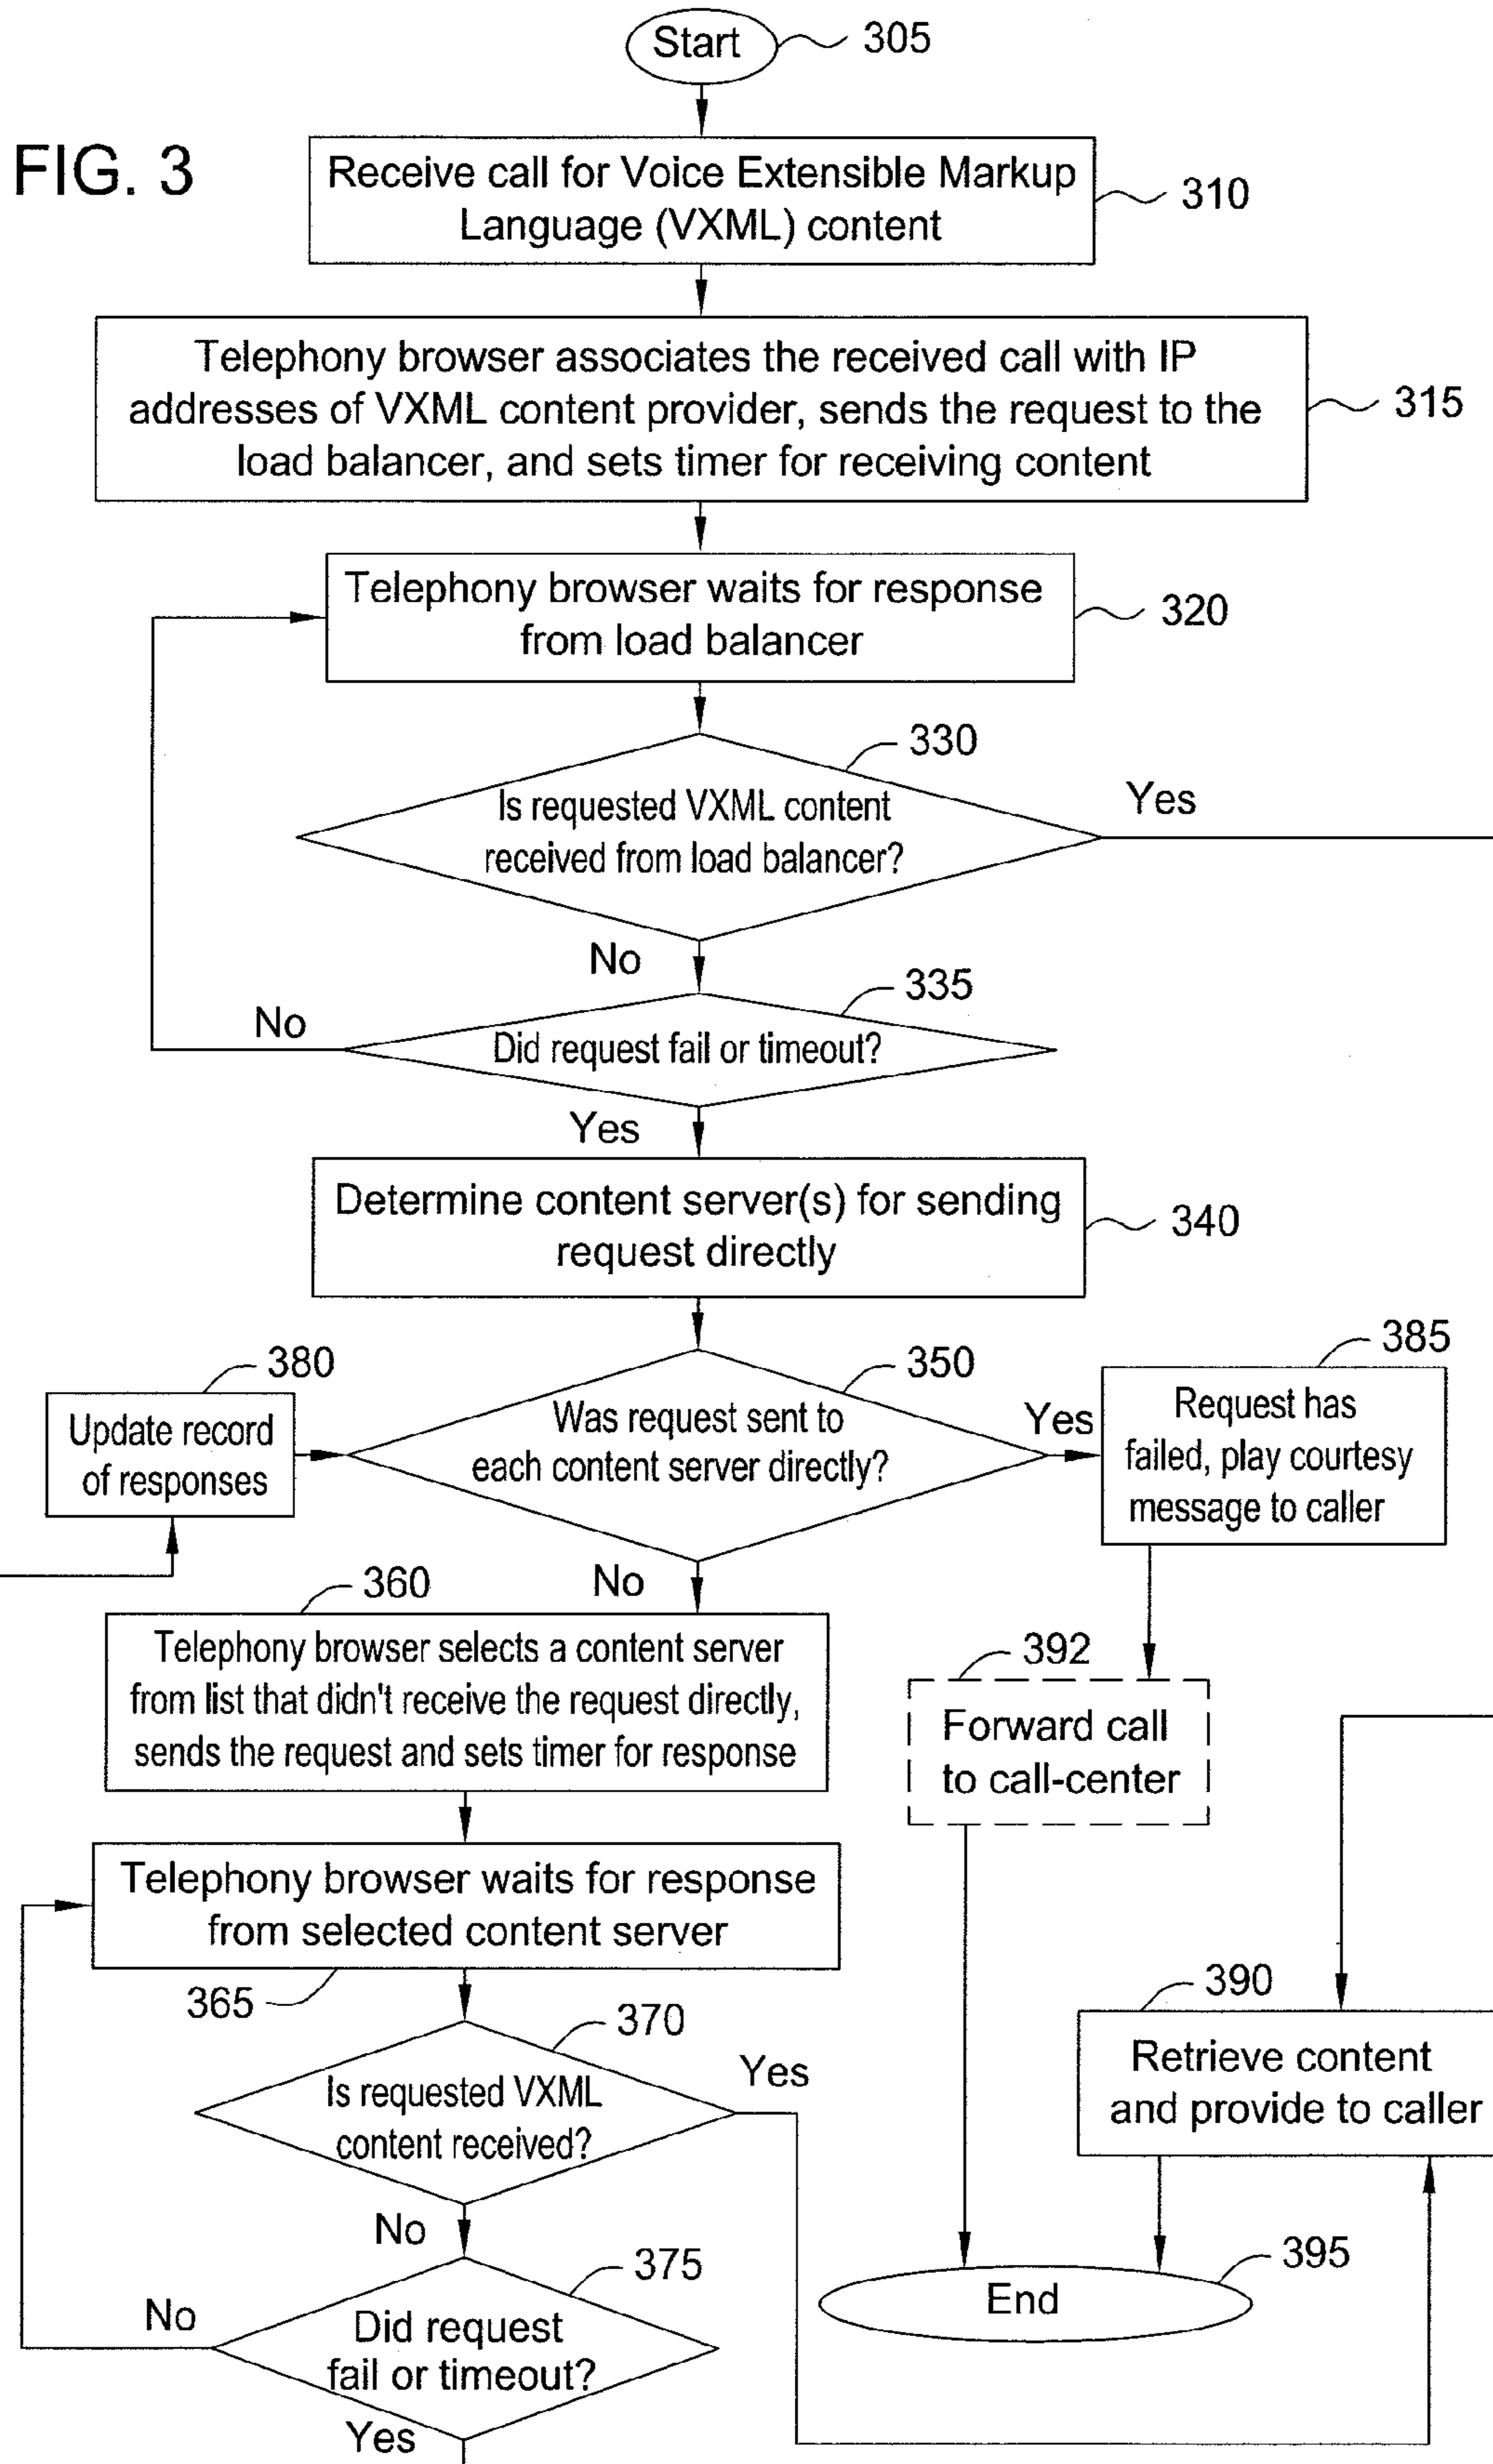 Start
305
FIG. 3
Receive call for Voice Extensible Markup
Language (VXML) content
310
Telephony browser associates the received call with IP
addresses of VXML content provider, sends the request to the
load balancer, and sets timer for receiving content
315
Telephony browser waits for response
from load balancer
320
330
Is requested VXML content
received from load balancer?
Yes
No
335
Did request fail or timeout?
No
Yes
Determine content server(s) for sending
request directly
340
380
Update record
of responses
350
Was request sent to
each content server directly?
Yes
385
Request has
failed, play courtesy
message to caller
No
360
Telephony browser selects a content server
from list that didn't receive the request directly,
sends the request and sets timer for response
392
Forward call
to call-center
Telephony browser waits for response
from selected content server
365
370
Is requested VXML
content received?
Yes
390
Retrieve content
and provide to caller
No
375
Did request
fail or timeout?
No
Yes
395
End